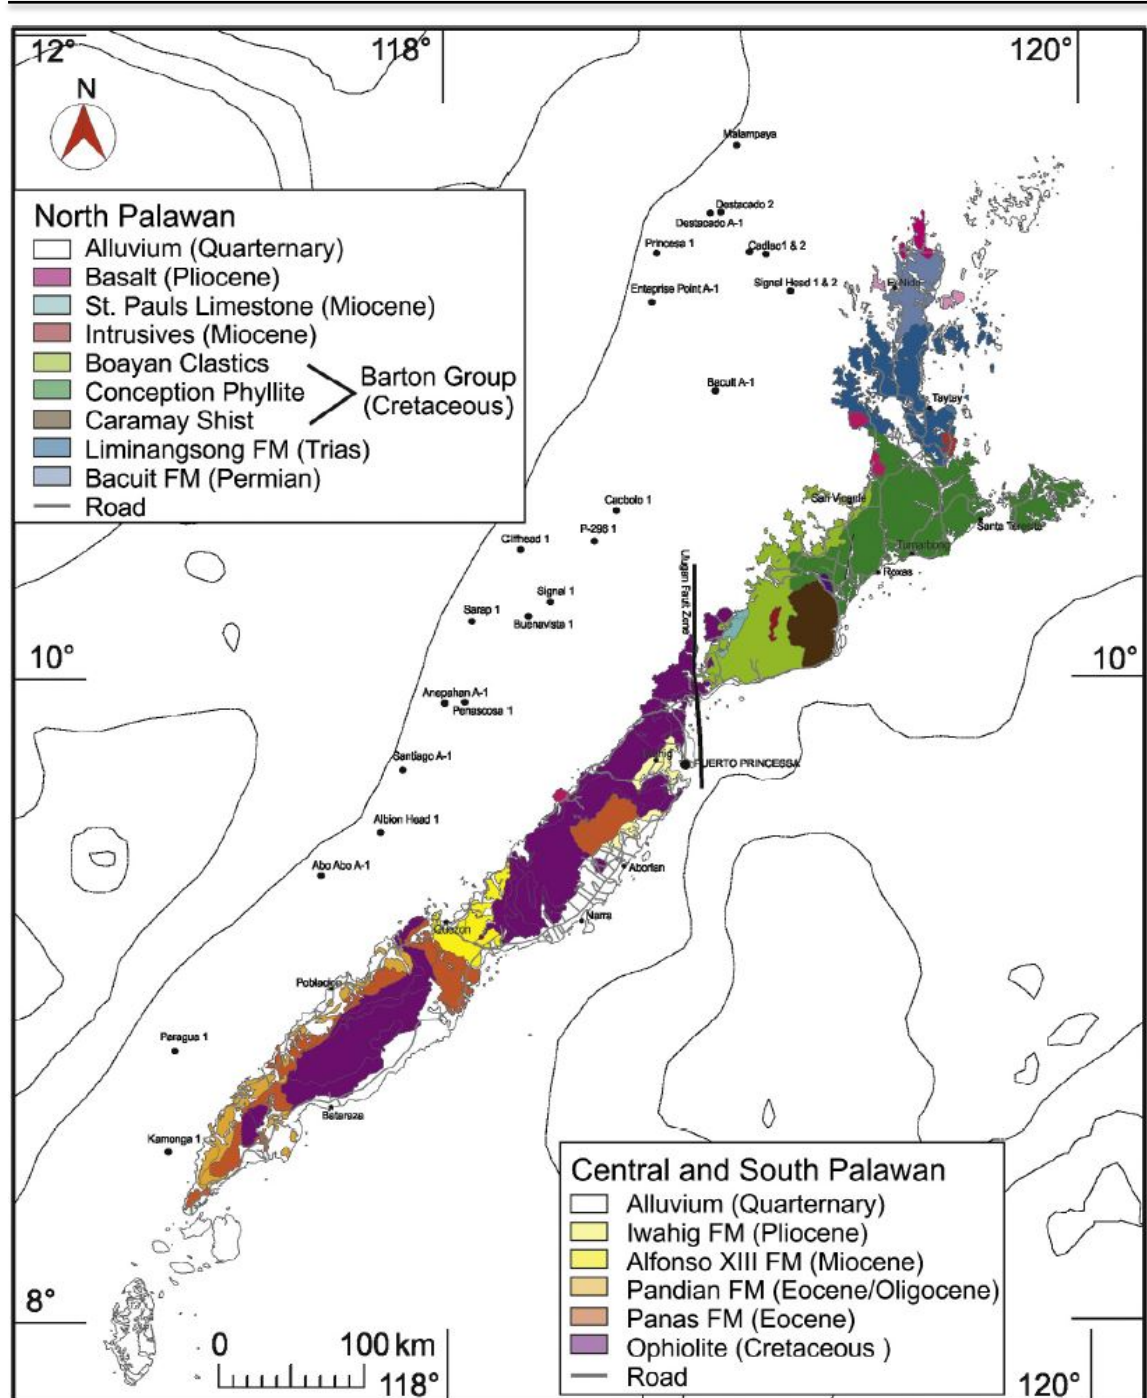 12°
118°
120°
N
Malampaya
Destacado 2
Destacado A-1
Princesa 1
Cadlao1 & 2
Signal Head 1 & 2
Enteprise Point A-1
El Nido
Bacuit A-1
Taytay
North Palawan
Alluvium (Quarternary)
Basalt (Pliocene)
St. Pauls Limestone (Miocene)
Intrusives (Miocene)
Boayan Clastics
Conception Phyllite
Caramay Shist
Barton Group
(Cretaceous)
Liminangsong FM (Trias)
Bacuit FM (Permian)
Road
San Vicente
Santa Teresita
Tumarbong
Roxas
Caobolo 1
P-298 1
Cliffhead 1
Signal 1
Sarap 1
Buenavista 1
Ulugan Fault Zone
10°
10°
Anepahan A-1
Penascosa 1
Santiago A-1
Iwahig
PUERTO PRINCESSA
Albion Head 1
Abo Abo A-1
Aborlan
Narra
Quezon
Poblacion
Paragua 1
Bataraza
Kamonga 1
Central and South Palawan
Alluvium (Quarternary)
Iwahig FM (Pliocene)
Alfonso XIII FM (Miocene)
Pandian FM (Eocene/Oligocene)
Panas FM (Eocene)
Ophiolite (Cretaceous )
Road
8°
0 100 km
118°
120°